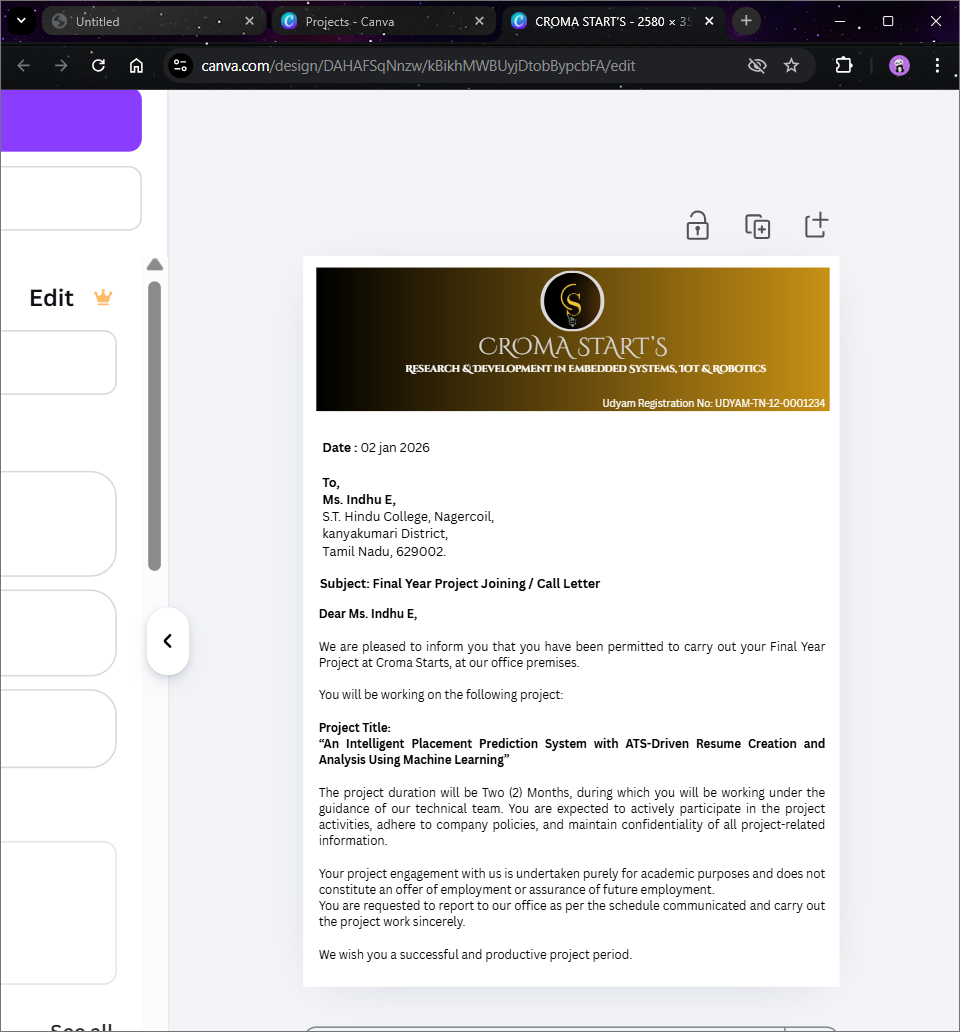 Untitled
Projects - Canva
CROMA START'S - 2580 × 35
canva.com/design/DAHAFSqNnzw/kBikhMWBUyjDtobBypcbFA/edit
Edit
CROMA START'S
Research & Development in Embedded Systems, IOT & Robotics
Udyam Registration No: UDYAM-TN-12-0001234
Date : 02 jan 2026
To,
Ms. Indhu E,
S.T. Hindu College, Nagercoil,
kanyakumari District,
Tamil Nadu, 629002.
Subject: Final Year Project Joining / Call Letter
Dear Ms. Indhu E,
We are pleased to inform you that you have been permitted to carry out your Final Year
Project at Croma Starts, at our office premises.
You will be working on the following project:
Project Title:
“An Intelligent Placement Prediction System with ATS-Driven Resume Creation and
Analysis Using Machine Learning”
The project duration will be Two (2) Months, during which you will be working under the
guidance of our technical team. You are expected to actively participate in the project
activities, adhere to company policies, and maintain confidentiality of all project-related
information.
Your project engagement with us is undertaken purely for academic purposes and does not
constitute an offer of employment or assurance of future employment.
You are requested to report to our office as per the schedule communicated and carry out
the project work sincerely.
We wish you a successful and productive project period.
See all